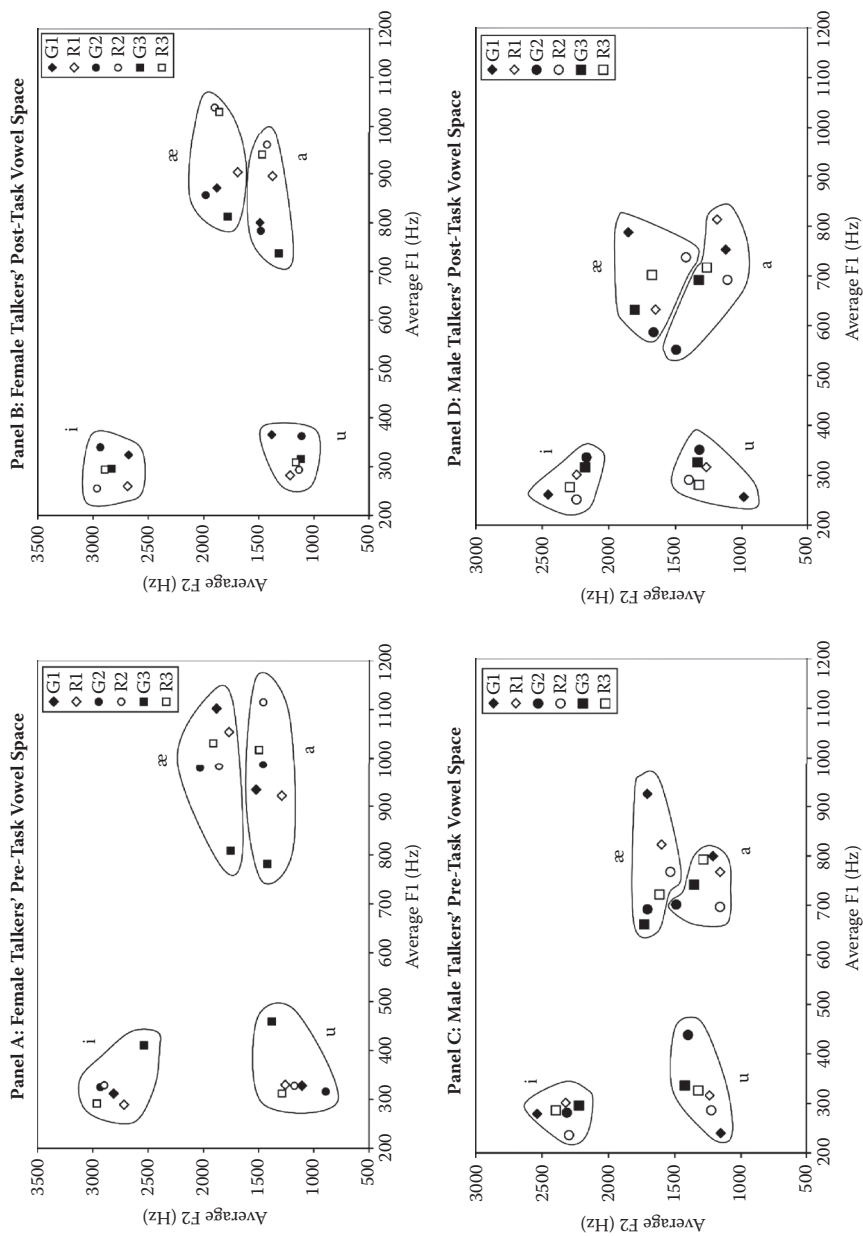 Panel A: Female Talkers' Pre-Task Vowel Space
3500
3000
2500
2000
1500
1000
500
Average F2 (Hz)
200 300 400 500 600 700 800 900 1000 1100 1200
Average F1 (Hz)
i
u
æ
a
G1
R1
G2
R2
G3
R3
Panel B: Female Talkers' Post-Task Vowel Space
3500
3000
2500
2000
1500
1000
500
Average F2 (Hz)
200 300 400 500 600 700 800 900 1000 1100 1200
Average F1 (Hz)
i
u
æ
a
G1
R1
G2
R2
G3
R3
Panel C: Male Talkers' Pre-Task Vowel Space
3000
2500
2000
1500
1000
500
Average F2 (Hz)
200 300 400 500 600 700 800 900 1000 1100 1200
Average F1 (Hz)
i
u
æ
a
G1
R1
G2
R2
G3
R3
Panel D: Male Talkers' Post-Task Vowel Space
3000
2500
2000
1500
1000
500
Average F2 (Hz)
200 300 400 500 600 700 800 900 1000 1100 1200
Average F1 (Hz)
i
u
æ
a
G1
R1
G2
R2
G3
R3